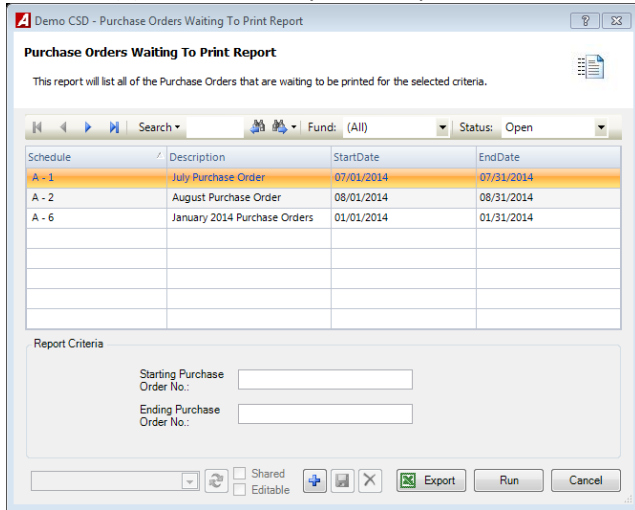 Demo CSD - Purchase Orders Waiting To Print Report
Purchase Orders Waiting To Print Report
This report will list all of the Purchase Orders that are waiting to be printed for the selected criteria.
Search Fund: (All) Status: Open
Schedule Description StartDate EndDate
A - 1 July Purchase Order 07/01/2014 07/31/2014
A - 2 August Purchase Order 08/01/2014 08/31/2014
A - 6 January 2014 Purchase Orders 01/01/2014 01/31/2014
Report Criteria
Starting Purchase
Order No.:
Ending Purchase
Order No.:
Shared
Editable
Export Run Cancel